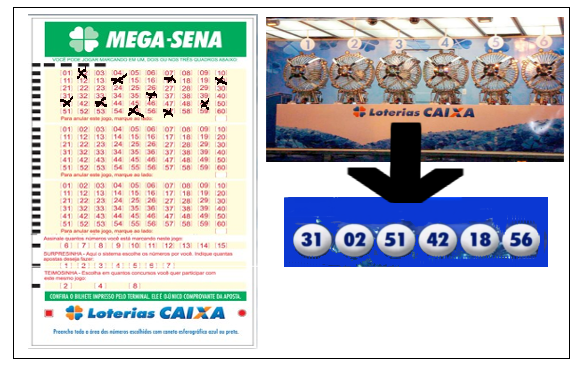 MEGA-SENA
VOCÊ PODE JOGAR MARCANDO EM UM, DOIS OU NOS TRÊS QUADROS ABAIXO
01 03 04 05 06 07 08 09 10
11 12 13 15 16 18 19
21 22 23 24 25 26 27 28 29 30
31 32 33 34 35 37 38 39 40
42 44 45 46 47 48 50
51 52 53 54 56 58 59 60
Para anular este jogo, marque ao lado:
01 02 03 04 05 06 07 08 09 10
11 12 13 14 15 16 17 18 19 20
21 22 23 24 25 26 27 28 29 30
31 32 33 34 35 36 37 38 39 40
41 42 43 44 45 46 47 48 49 50
51 52 53 54 55 56 57 58 59 60
Para anular este jogo, marque ao lado:
01 02 03 04 05 06 07 08 09 10
11 12 13 14 15 16 17 18 19 20
21 22 23 24 25 26 27 28 29 30
31 32 33 34 35 36 37 38 39 40
41 42 43 44 45 46 47 48 49 50
51 52 53 54 55 56 57 58 59 60
Para anular este jogo, marque ao lado:
Assinale quantos números você está marcando neste jogo:
6 7 8 9 10 11 12 13 14 15
SURPRESINHA - Aqui o sistema escolhe os números por você. Indique quantas
apostas deseja fazer:
1 2 3 4 5 6 7
TEIMOSINHA - Escolha em quantos concursos você quer participar com
este mesmo jogo:
2 4 8
CONFIRA O BILHETE IMPRESSO PELO TERMINAL. ELE É O ÚNICO COMPROVANTE DA APOSTA.
Loterias CAIXA
Preencha toda a área dos números escolhidos com caneta esferográfica azul ou preta.
1 2 3 4 5 6
Loterias CAIXA
31 02 51 42 18 56